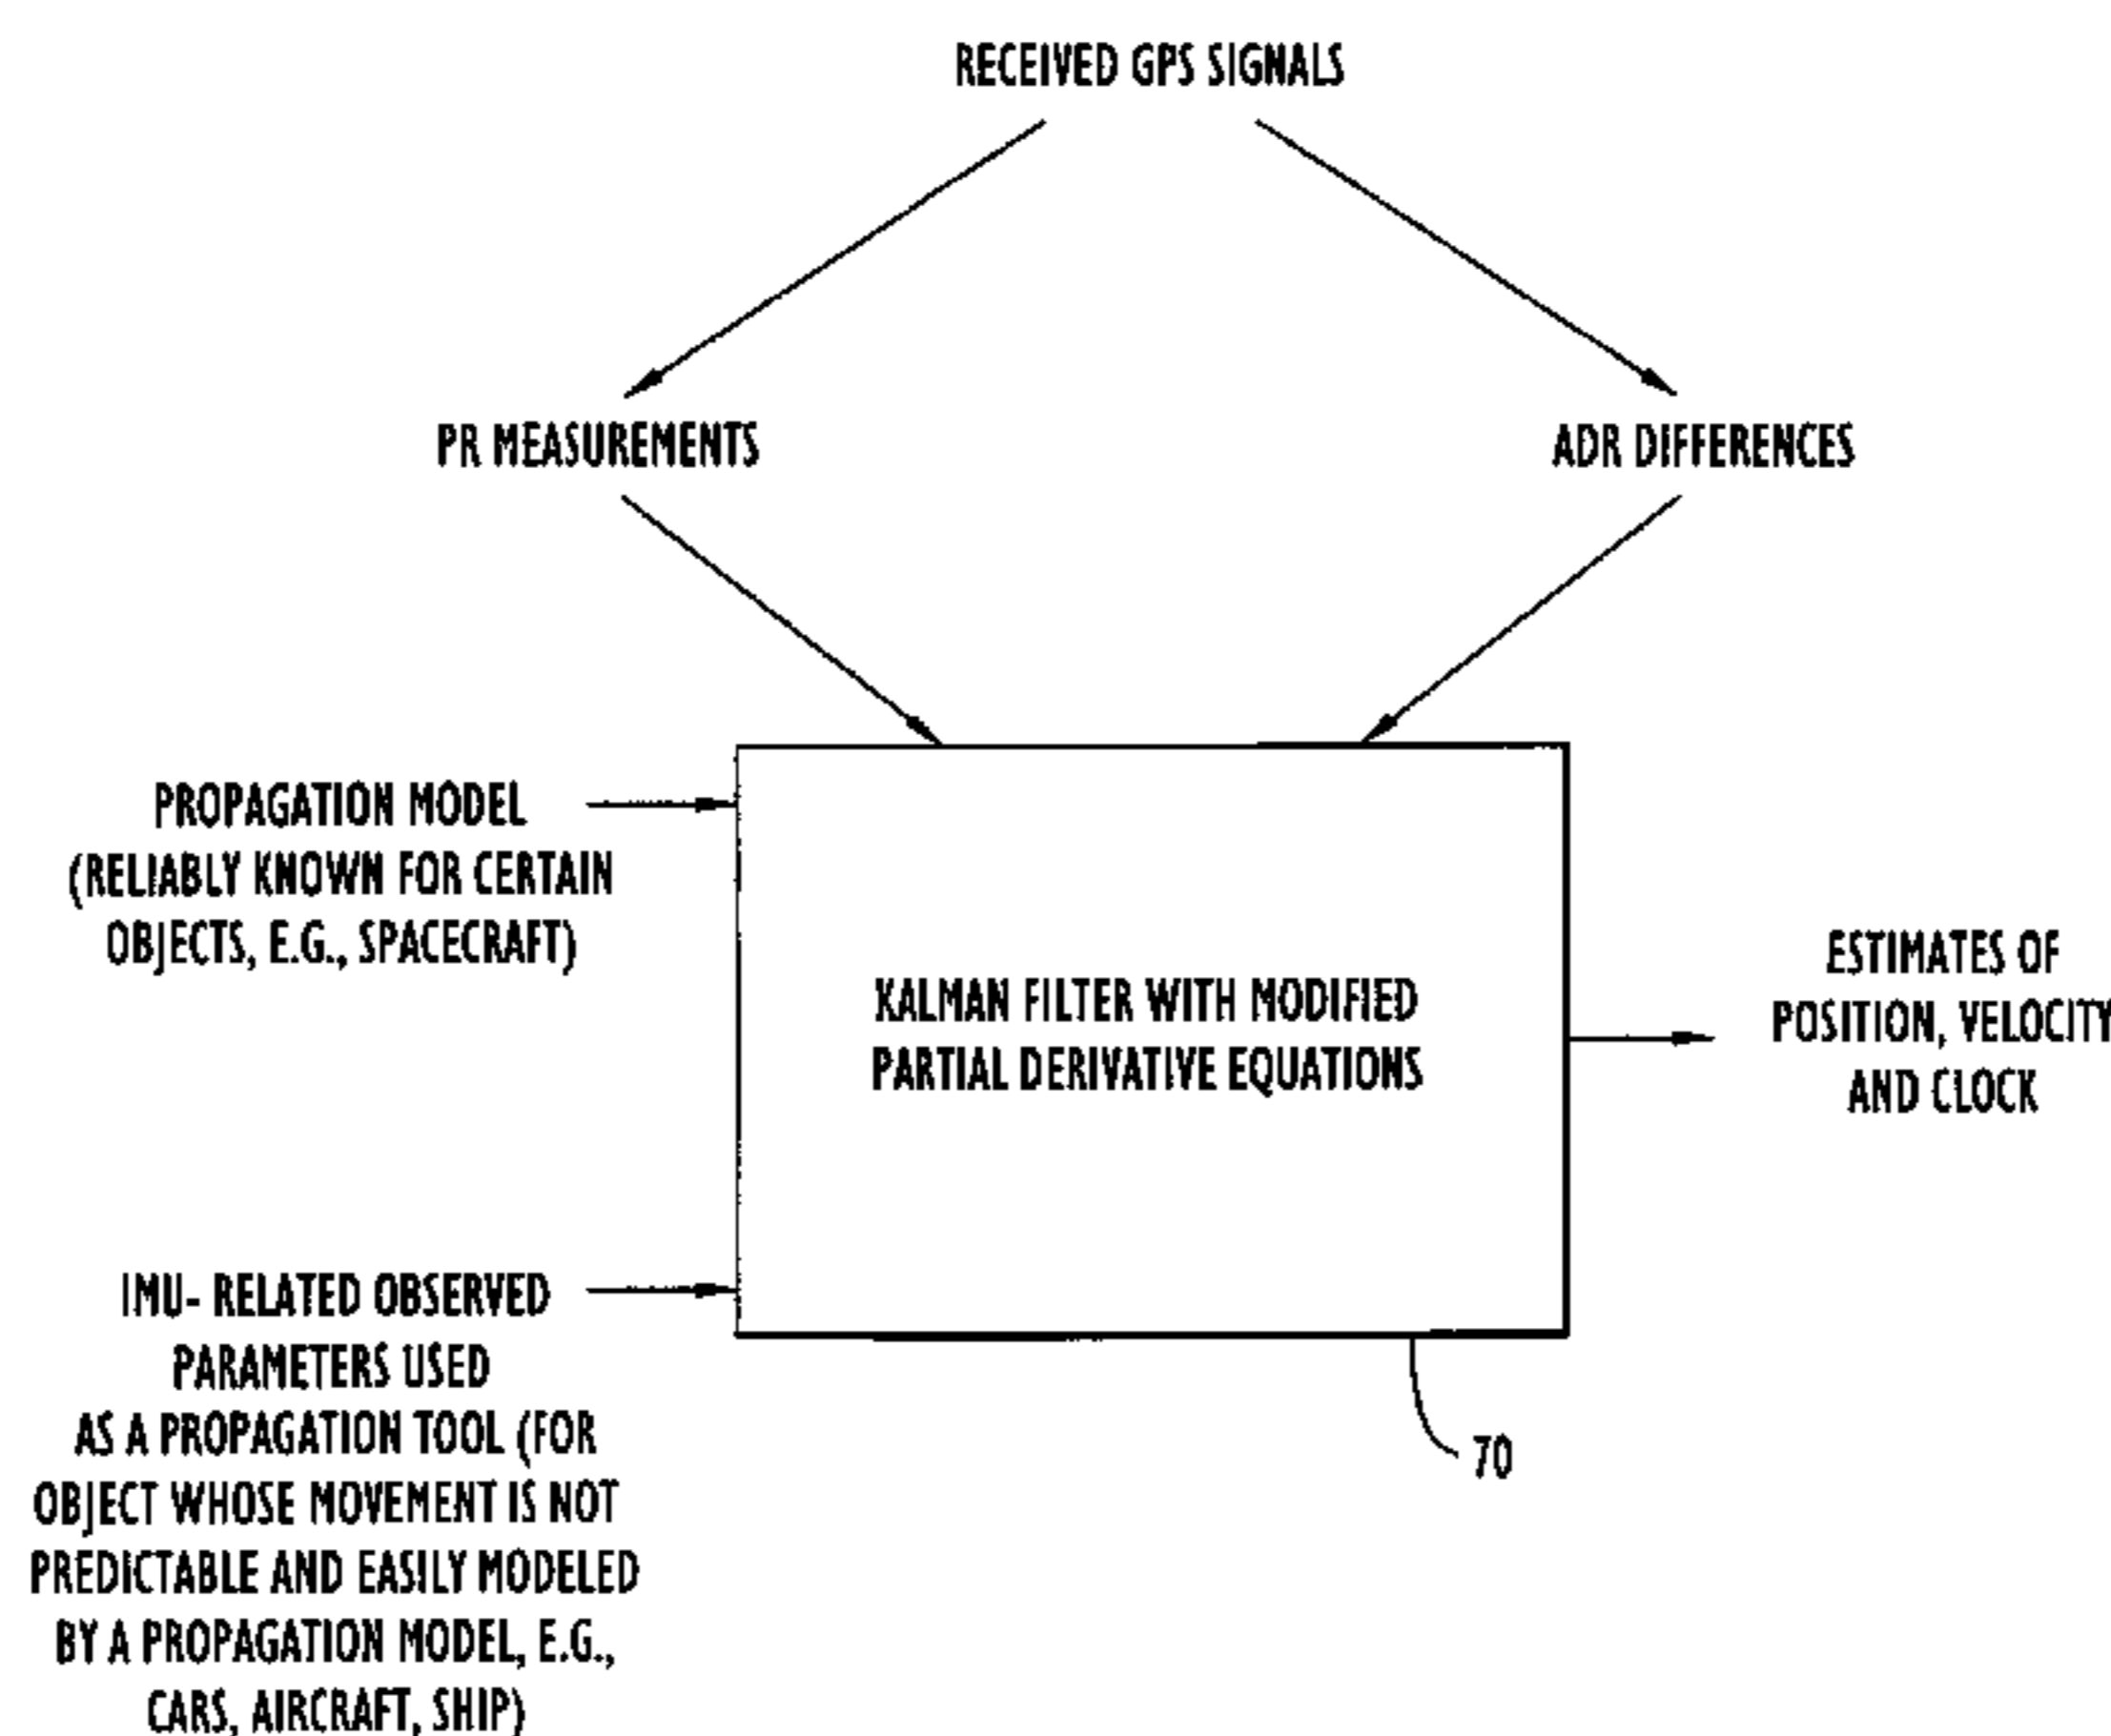 RECEIVED GPS SIGNALS
PR MEASUREMENTS
ADR DIFFERENCES
PROPAGATION MODEL
(RELIABLY KNOWN FOR CERTAIN
OBJECTS, E.G., SPACECRAFT)
KALMAN FILTER WITH MODIFIED
PARTIAL DERIVATIVE EQUATIONS
ESTIMATES OF
POSITION, VELOCITY
AND CLOCK
IMU- RELATED OBSERVED
PARAMETERS USED
AS A PROPAGATION TOOL (FOR
OBJECT WHOSE MOVEMENT IS NOT
PREDICTABLE AND EASILY MODELED
BY A PROPAGATION MODEL, E.G.,
CARS, AIRCRAFT, SHIP)
70